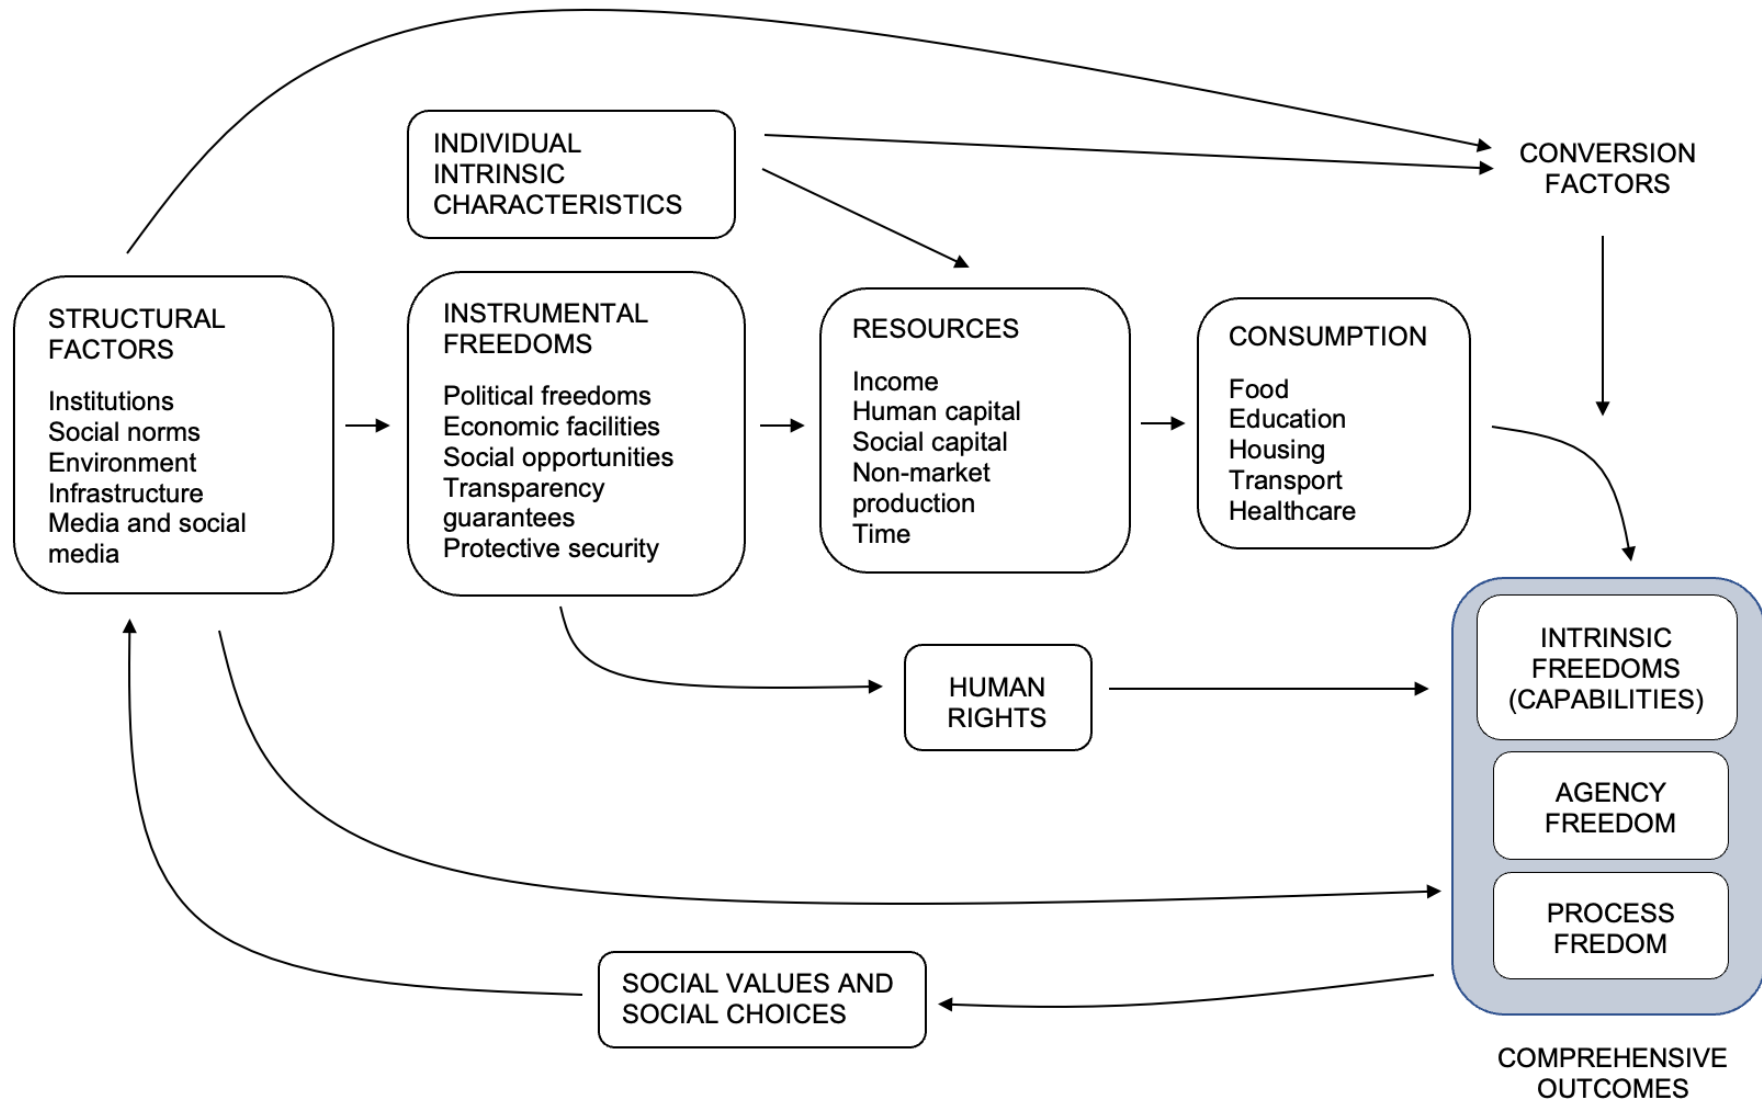 INDIVIDUAL
INTRINSIC
CHARACTERISTICS
CONVERSION
FACTORS
STRUCTURAL
FACTORS
Institutions
Social norms
Environment
Infrastructure
Media and social
media
INSTRUMENTAL
FREEDOMS
Political freedoms
Economic facilities
Social opportunities
Transparency
guarantees
Protective security
RESOURCES
Income
Human capital
Social capital
Non-market
production
Time
CONSUMPTION
Food
Education
Housing
Transport
Healthcare
HUMAN
RIGHTS
INTRINSIC
FREEDOMS
(CAPABILITIES)
AGENCY
FREEDOM
PROCESS
FREDOM
SOCIAL VALUES AND
SOCIAL CHOICES
COMPREHENSIVE
OUTCOMES